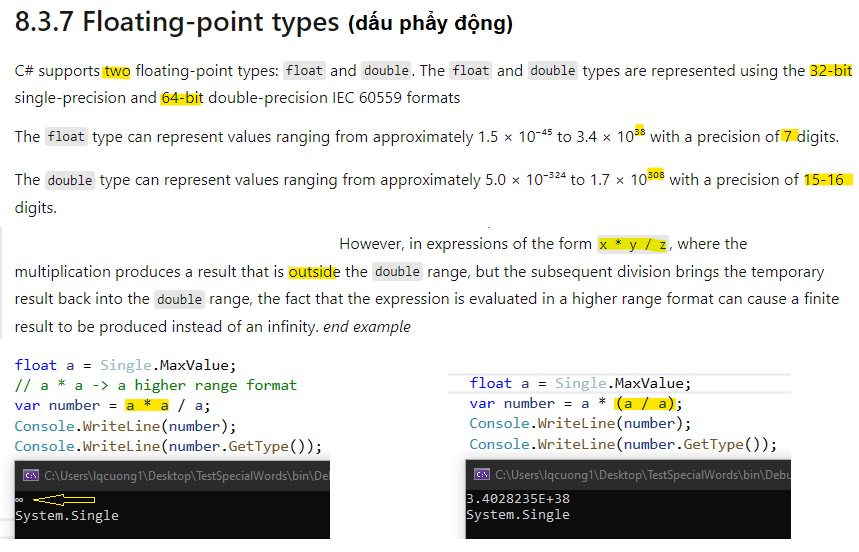 8.3.7 Floating-point types (dấu phẩy động)
C# supports two floating-point types: float and double. The float and double types are represented using the 32-bit
single-precision and 64-bit double-precision IEC 60559 formats
The float type can represent values ranging from approximately 1.5 × 10⁻⁴⁵ to 3.4 × 10³⁸ with a precision of 7 digits.
The double type can represent values ranging from approximately 5.0 × 10⁻³²⁴ to 1.7 × 10³⁰⁸ with a precision of 15-16
digits.
However, in expressions of the form x * y / z, where the
multiplication produces a result that is outside the double range, but the subsequent division brings the temporary
result back into the double range, the fact that the expression is evaluated in a higher range format can cause a finite
result to be produced instead of an infinity. end example
float a = Single.MaxValue;
// a * a -> a higher range format
var number = a * a / a;
Console.WriteLine(number);
Console.WriteLine(number.GetType());
C:\Users\lqcuong1\Desktop\TestSpecialWords\bin\De
∞
System.Single
float a = Single.MaxValue;
var number = a * (a / a);
Console.WriteLine(number);
Console.WriteLine(number.GetType());
C:\Users\lqcuong1\Desktop\TestSpecialWords\bin\Debu
3.4028235E+38
System.Single